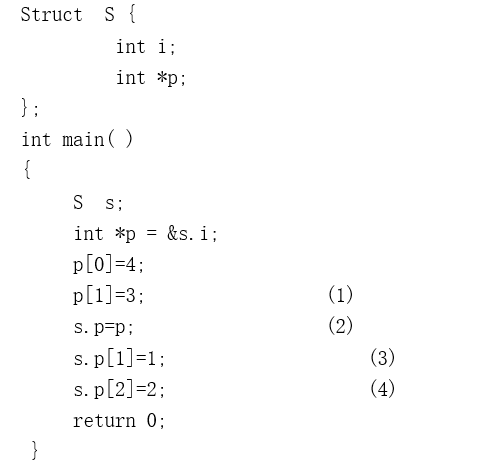 Struct  S {
int i;
int *p;
};
int main( )
{
S  s;
int *p = &s.i;
p[0]=4;
p[1]=3; (1)
s.p=p; (2)
s.p[1]=1; (3)
s.p[2]=2; (4)
return 0;
}